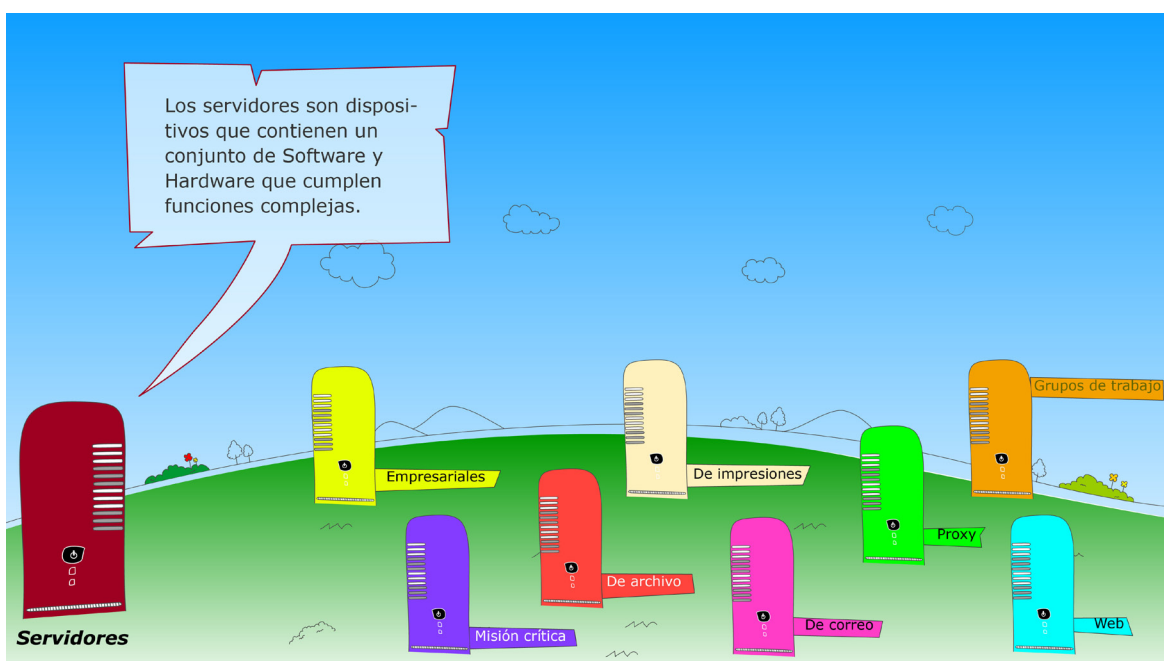 Los servidores son disposi-
tivos que contienen un
conjunto de Software y
Hardware que cumplen
funciones complejas.
Grupos de trabajo
Empresariales
De impresiones
Proxy
De archivo
Misión crítica
De correo
Web
Servidores